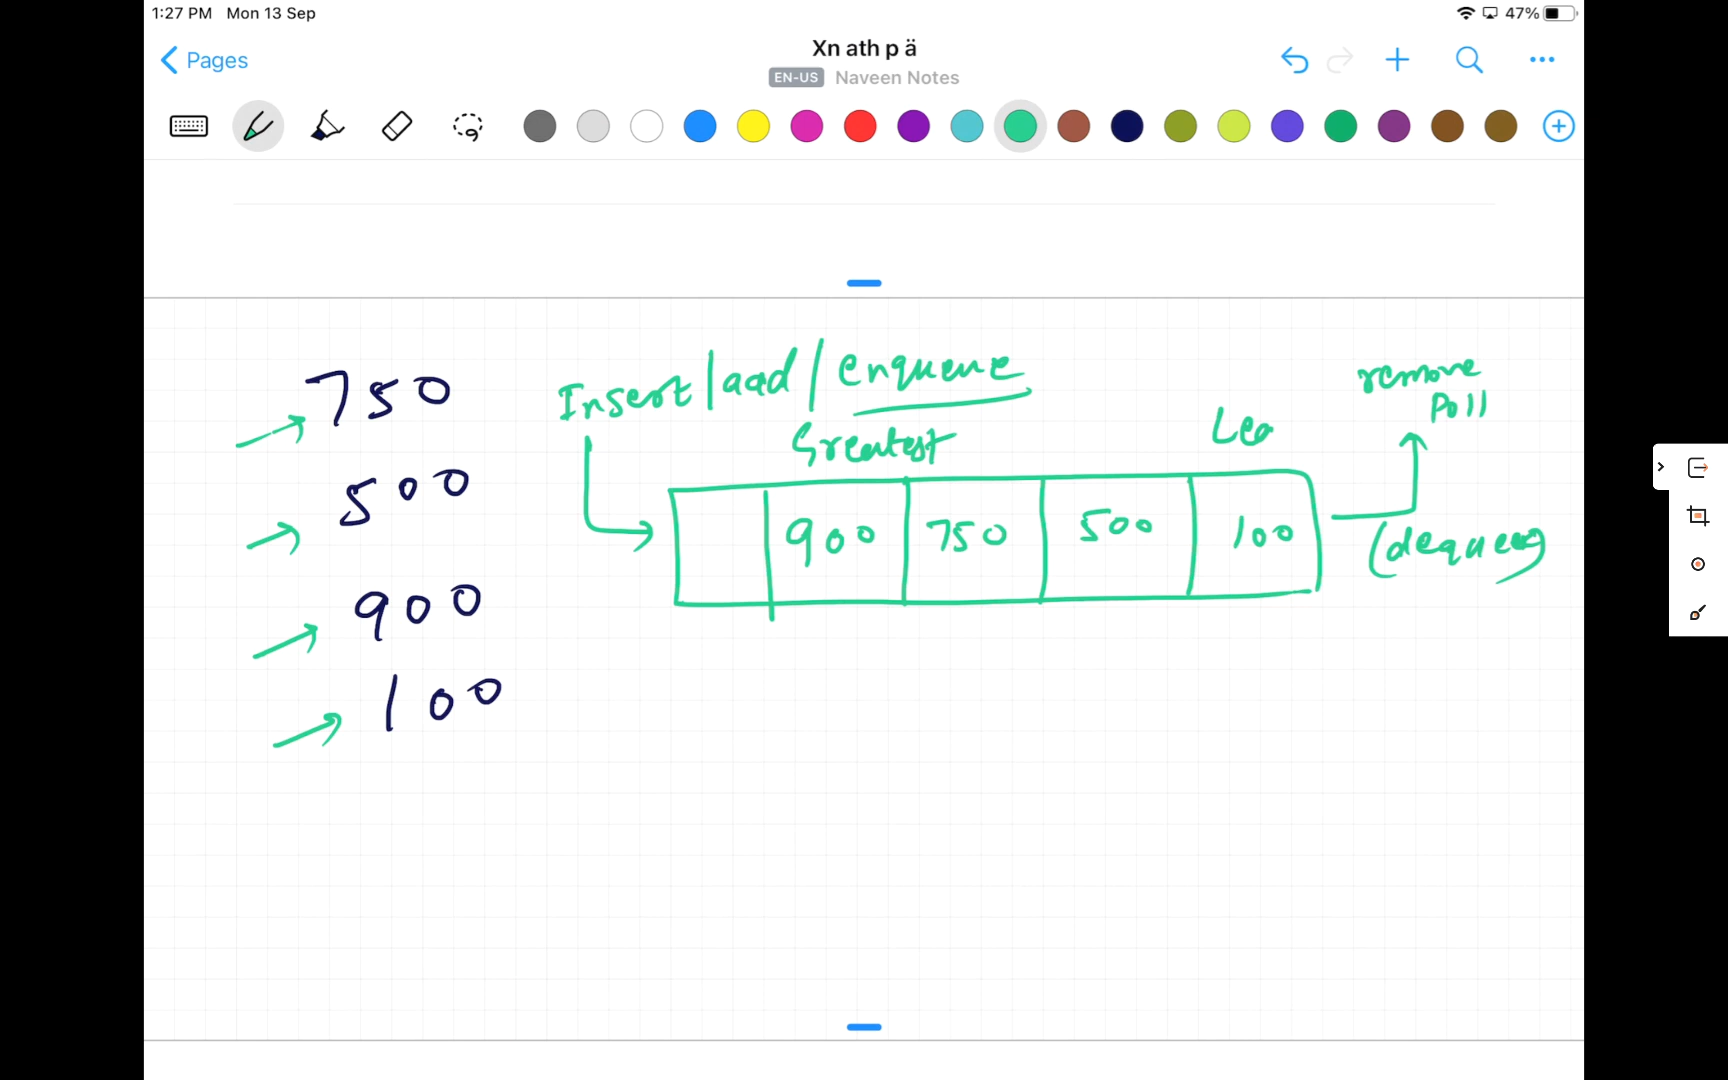 1:27 PM Mon 13 Sep
47%
Pages
Xn ath p ä
EN-US Naveen Notes
750
500
900
100
Insert/add/enqueue
remove
Poll
Greatest
Lea
900 750 500 100